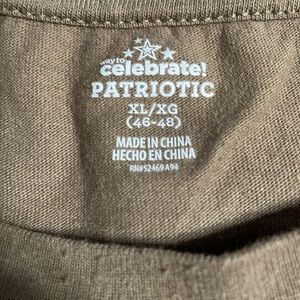 way to
celebrate!
PATRIOTIC
XL/XG
(46-48)
MADE IN CHINA
HECHO EN CHINA
RN#52469 A94